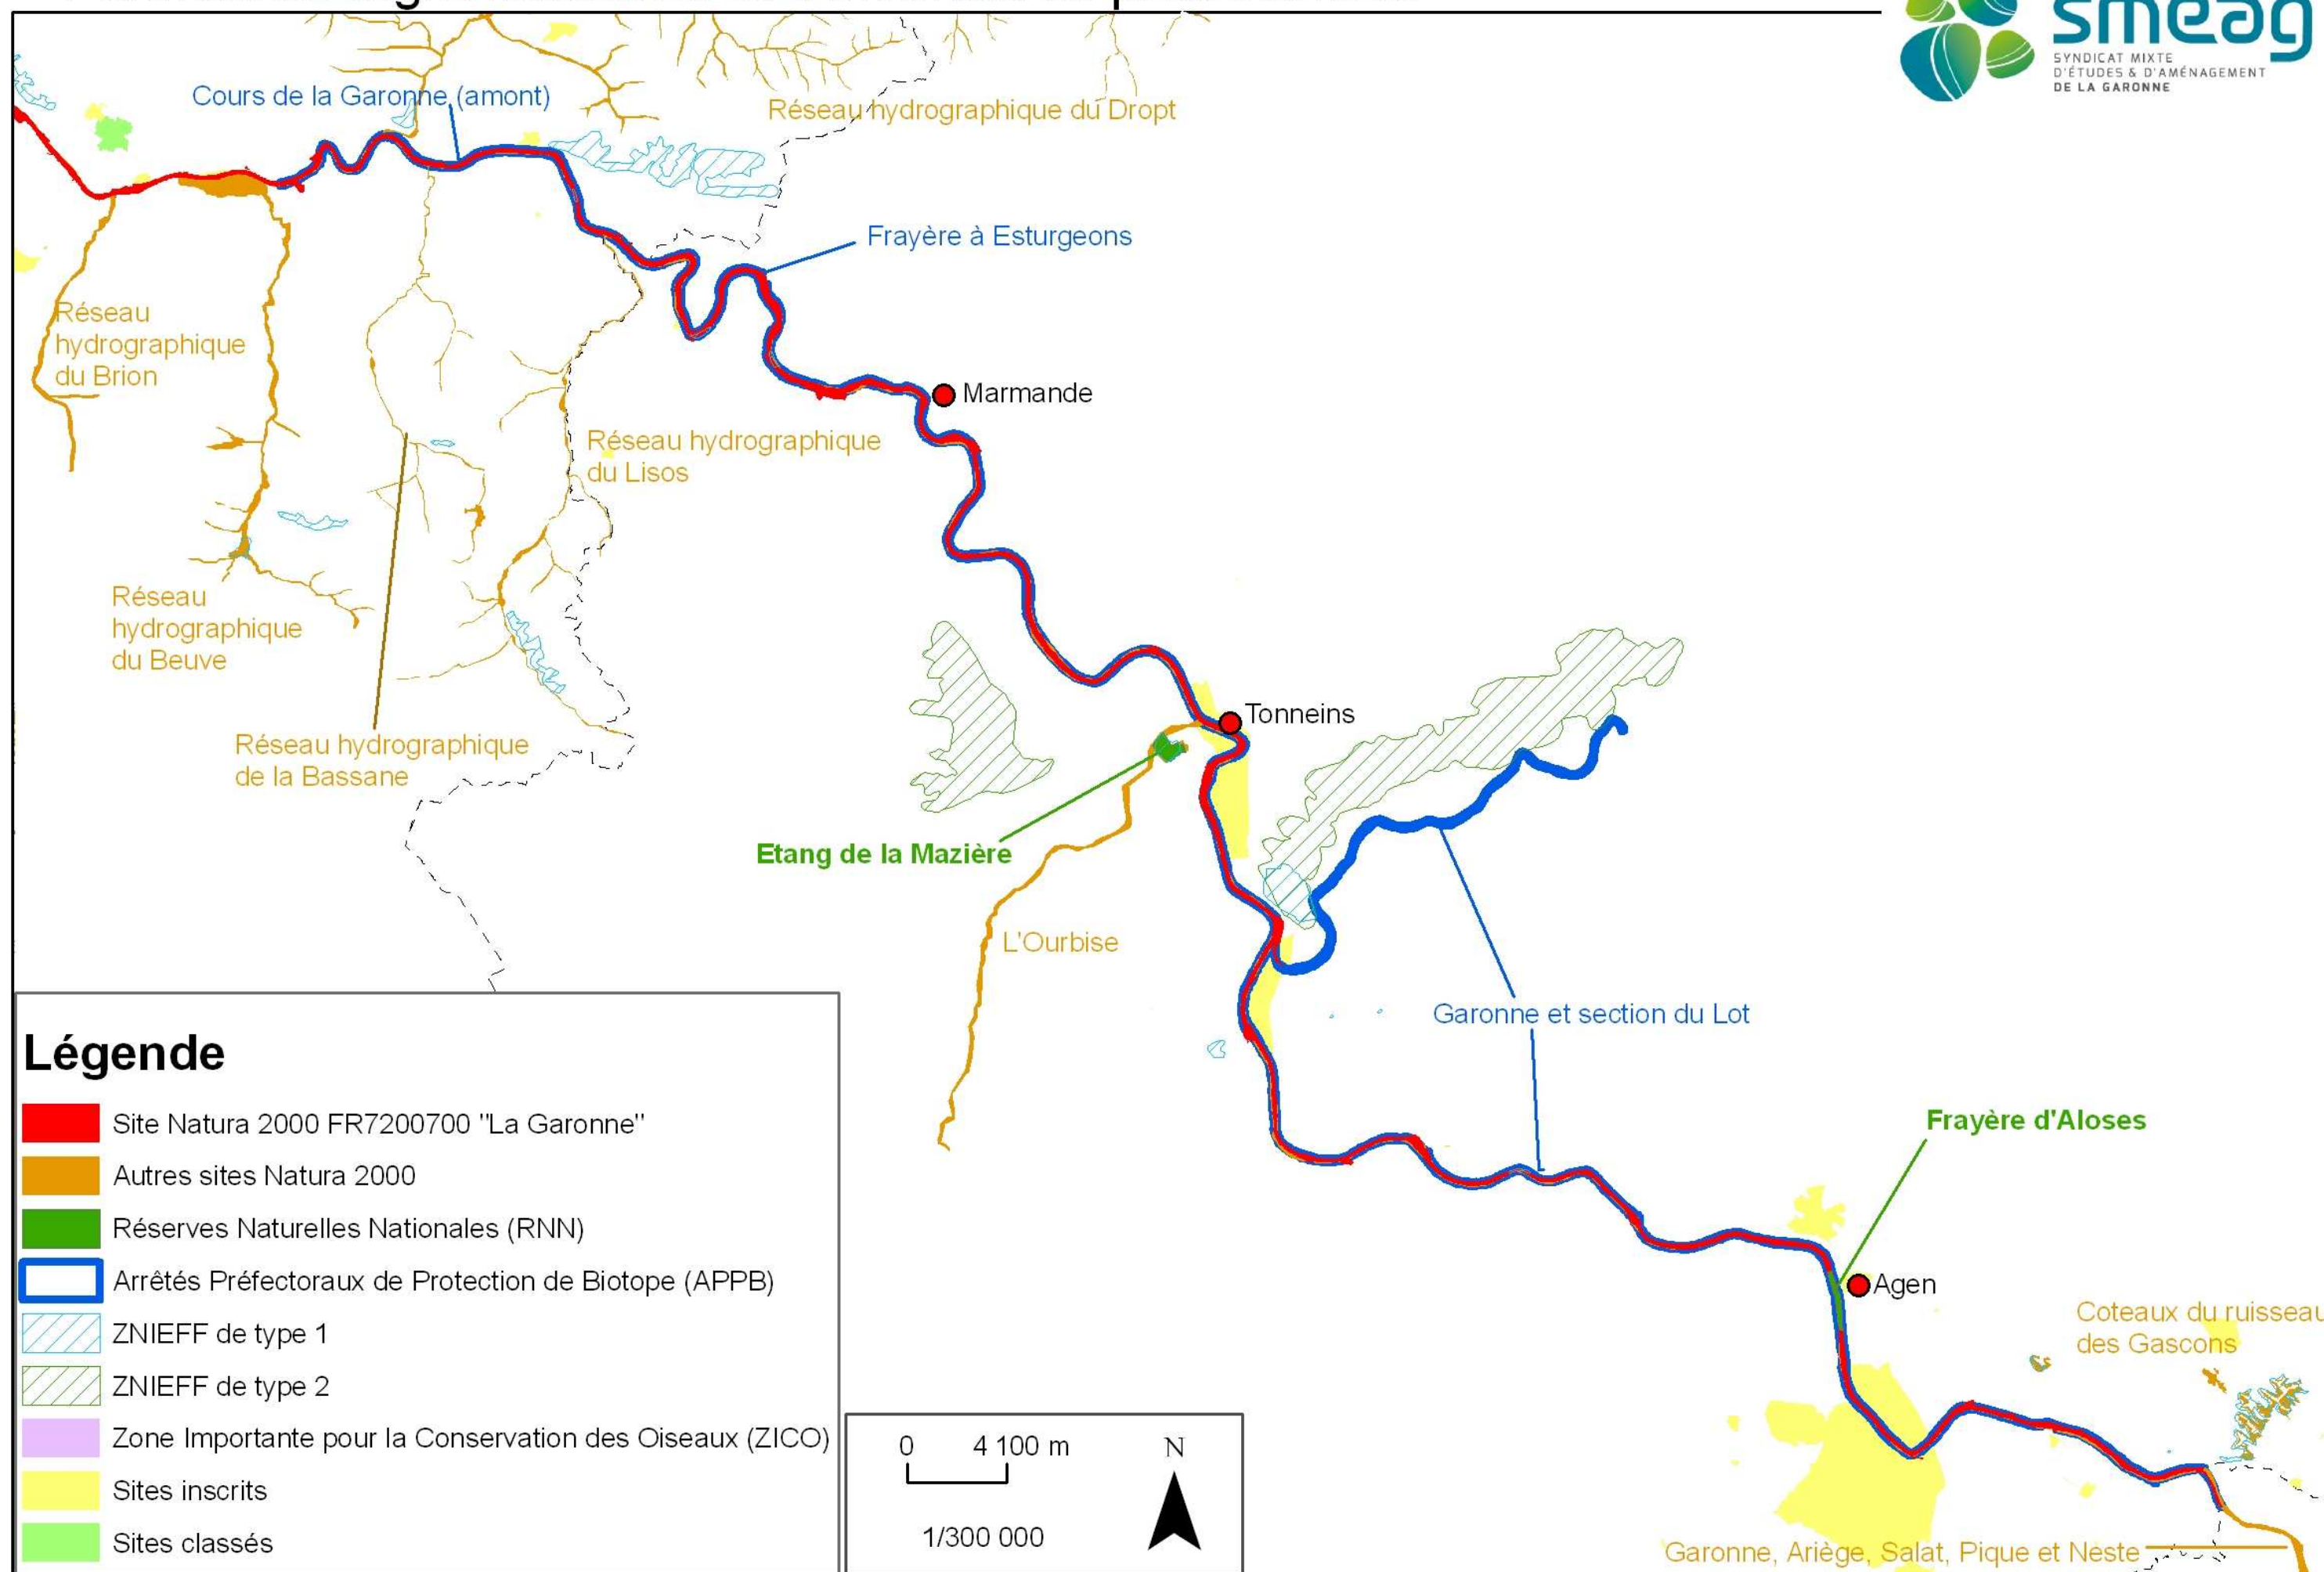 smeag
SYNDICAT MIXTE
D'ÉTUDES & D'AMÉNAGEMENT
DE LA GARONNE
Cours de la Garonne (amont)
Réseau hydrographique du Dropt
Frayère à Esturgeons
Réseau
hydrographique
du Brion
Marmande
Réseau hydrographique
du Lisos
Réseau
hydrographique
du Beuve
Tonneins
Réseau hydrographique
de la Bassane
Etang de la Mazière
L'Ourbise
Garonne et section du Lot
Frayère d'Aloses
Agen
Coteaux du ruisseau
des Gascons
Garonne, Ariège, Salat, Pique et Neste
Légende
Site Natura 2000 FR7200700 "La Garonne"
Autres sites Natura 2000
Réserves Naturelles Nationales (RNN)
Arrêtés Préfectoraux de Protection de Biotope (APPB)
ZNIEFF de type 1
ZNIEFF de type 2
Zone Importante pour la Conservation des Oiseaux (ZICO)
Sites inscrits
Sites classés
0 4 100 m
N
1/300 000